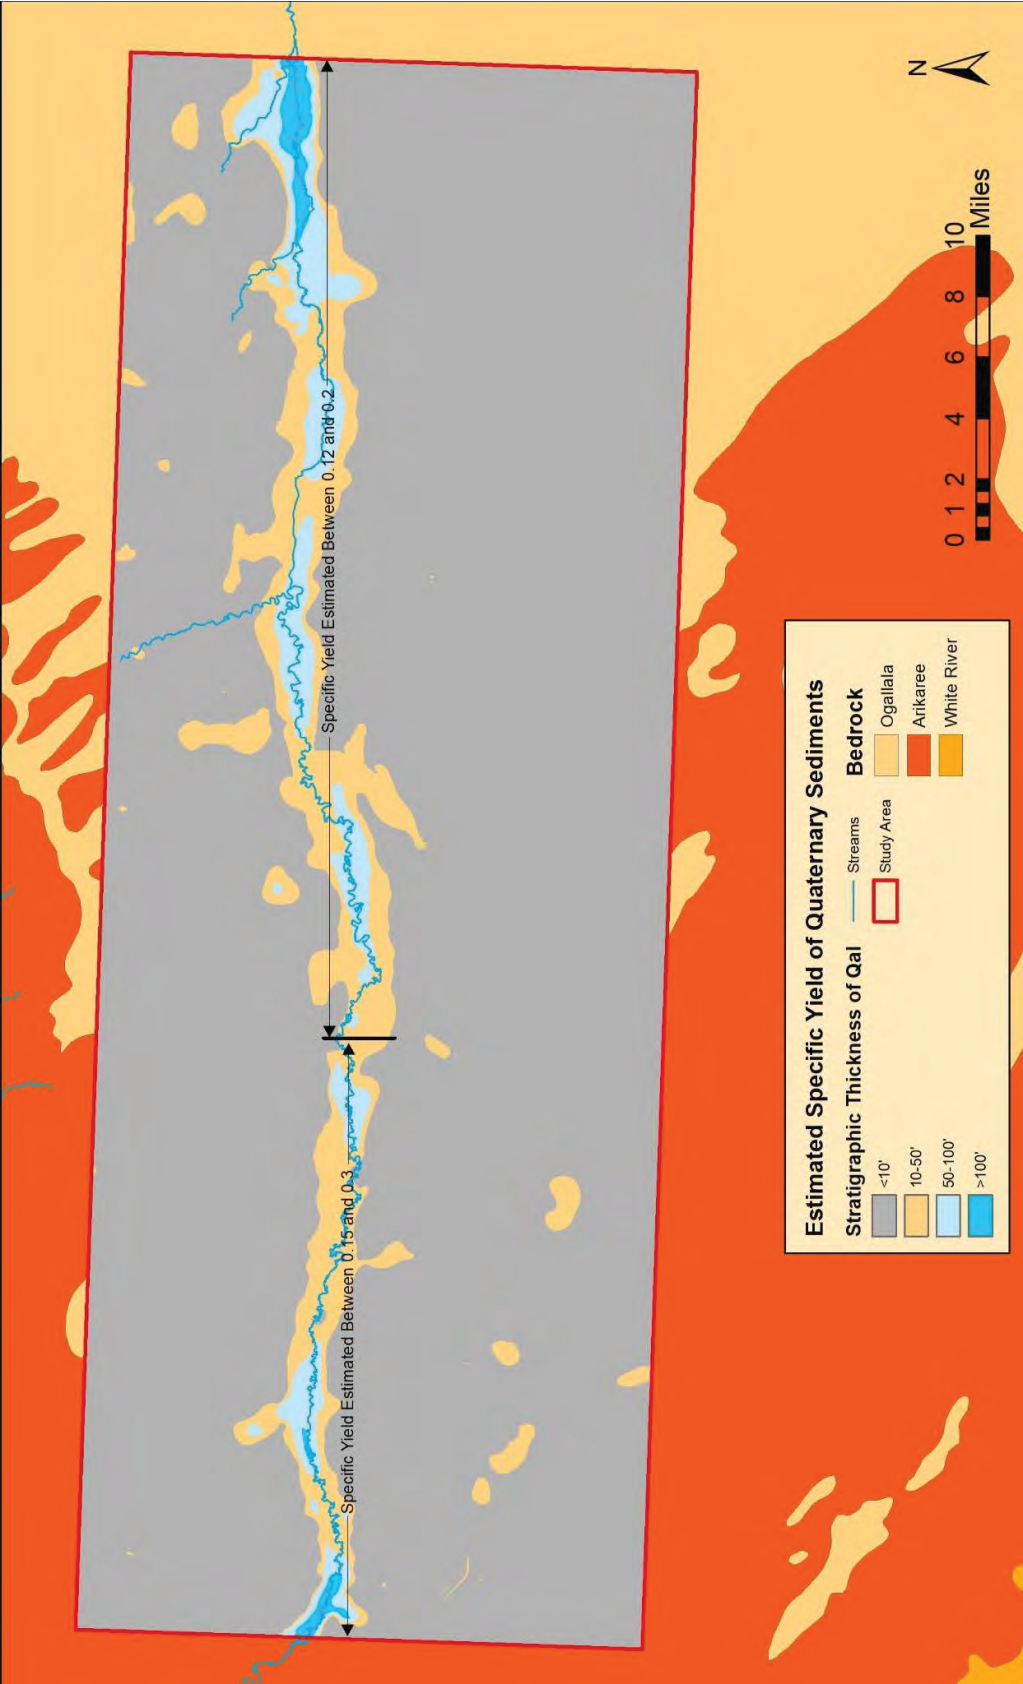 N
Specific Yield Estimated Between 0.15 and 0.3
Specific Yield Estimated Between 0.12 and 0.2
Estimated Specific Yield of Quaternary Sediments
Stratigraphic Thickness of Qal
<10'
10-50'
50-100'
>100'
Streams
Study Area
Bedrock
Ogallala
Arikaree
White River
0 1 2 4 6 8 10
Miles